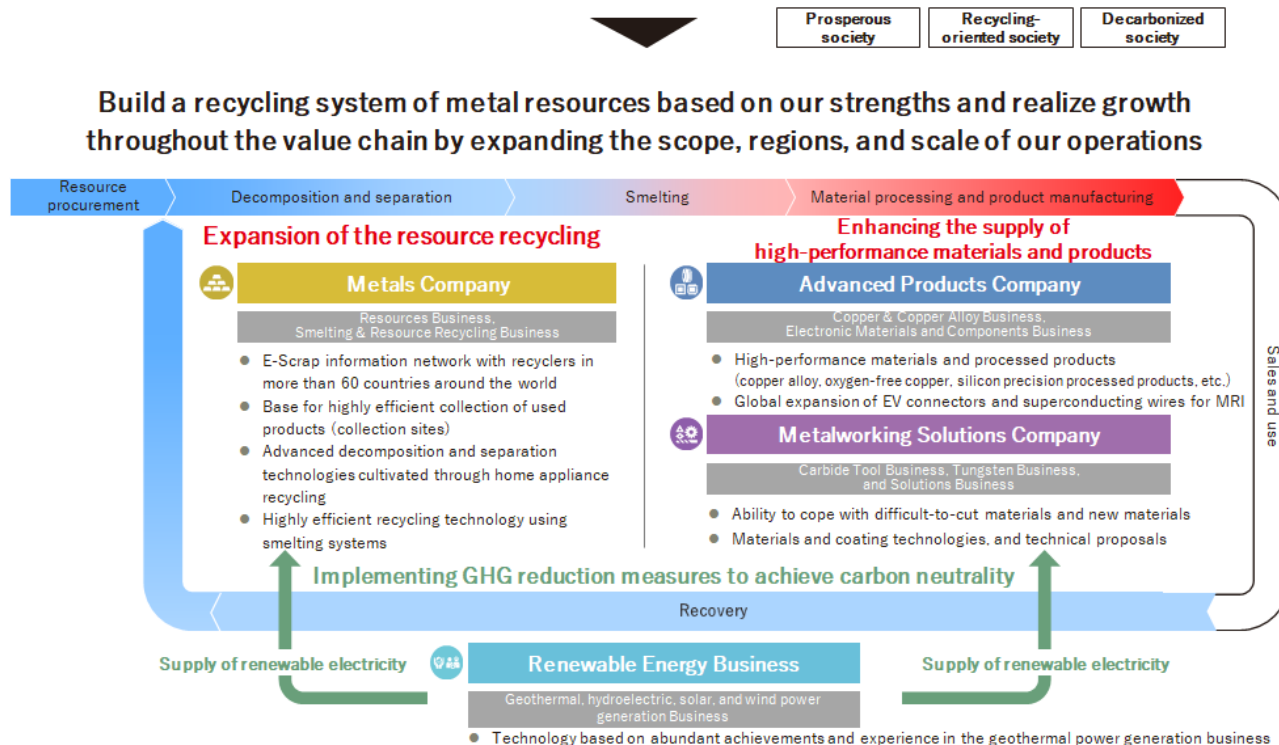 Prosperous
society
Recycling-
oriented society
Decarbonized
society
Build a recycling system of metal resources based on our strengths and realize growth
throughout the value chain by expanding the scope, regions, and scale of our operations
Resource
procurement
Decomposition and separation
Smelting
Material processing and product manufacturing
Expansion of the resource recycling
Metals Company
Resources Business,
Smelting & Resource Recycling Business
● E-Scrap information network with recyclers in
more than 60 countries around the world
● Base for highly efficient collection of used
products (collection sites)
● Advanced decomposition and separation
technologies cultivated through home appliance
recycling
● Highly efficient recycling technology using
smelting systems
Enhancing the supply of
high-performance materials and products
Advanced Products Company
Copper & Copper Alloy Business,
Electronic Materials and Components Business
● High-performance materials and processed products
(copper alloy, oxygen-free copper, silicon precision processed products, etc.)
● Global expansion of EV connectors and superconducting wires for MRI
Metalworking Solutions Company
Carbide Tool Business, Tungsten Business,
and Solutions Business
● Ability to cope with difficult-to-cut materials and new materials
● Materials and coating technologies, and technical proposals
Sales and use
Implementing GHG reduction measures to achieve carbon neutrality
Recovery
Supply of renewable electricity
Renewable Energy Business
Supply of renewable electricity
Geothermal, hydroelectric, solar, and wind power
generation Business
● Technology based on abundant achievements and experience in the geothermal power generation business